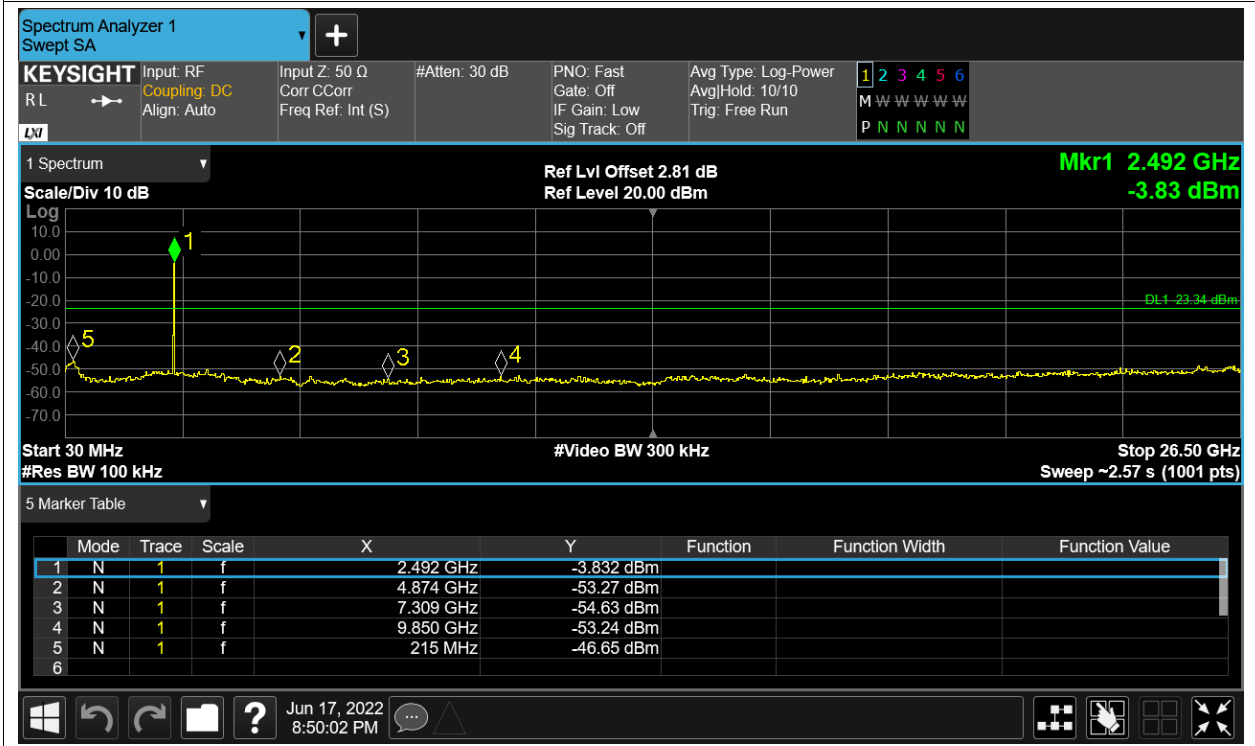 Spectrum Analyzer 1
Swept SA
+
KEYSIGHT
R L
LXI
Input: RF
Coupling: DC
Align: Auto
Input Z: 50 Ω
Corr CCorr
Freq Ref: Int (S)
#Atten: 30 dB
PNO: Fast
Gate: Off
IF Gain: Low
Sig Track: Off
Avg Type: Log-Power
Avg|Hold: 10/10
Trig: Free Run
1 2 3 4 5 6
M W W W W W
P N N N N N
1 Spectrum
Scale/Div 10 dB
Ref Lvl Offset 2.81 dB
Ref Level 20.00 dBm
Mkr1 2.492 GHz
-3.83 dBm
Log
10.0
0.00
-10.0
-20.0
-30.0
-40.0
-50.0
-60.0
-70.0
1
DL1 -23.34 dBm
5
2
3
4
Start 30 MHz
#Video BW 300 kHz
Stop 26.50 GHz
#Res BW 100 kHz
Sweep ~2.57 s (1001 pts)
5 Marker Table
Mode Trace Scale X Y Function Function Width Function Value
1 N 1 f 2.492 GHz -3.832 dBm
2 N 1 f 4.874 GHz -53.27 dBm
3 N 1 f 7.309 GHz -54.63 dBm
4 N 1 f 9.850 GHz -53.24 dBm
5 N 1 f 215 MHz -46.65 dBm
6
?
Jun 17, 2022
8:50:02 PM